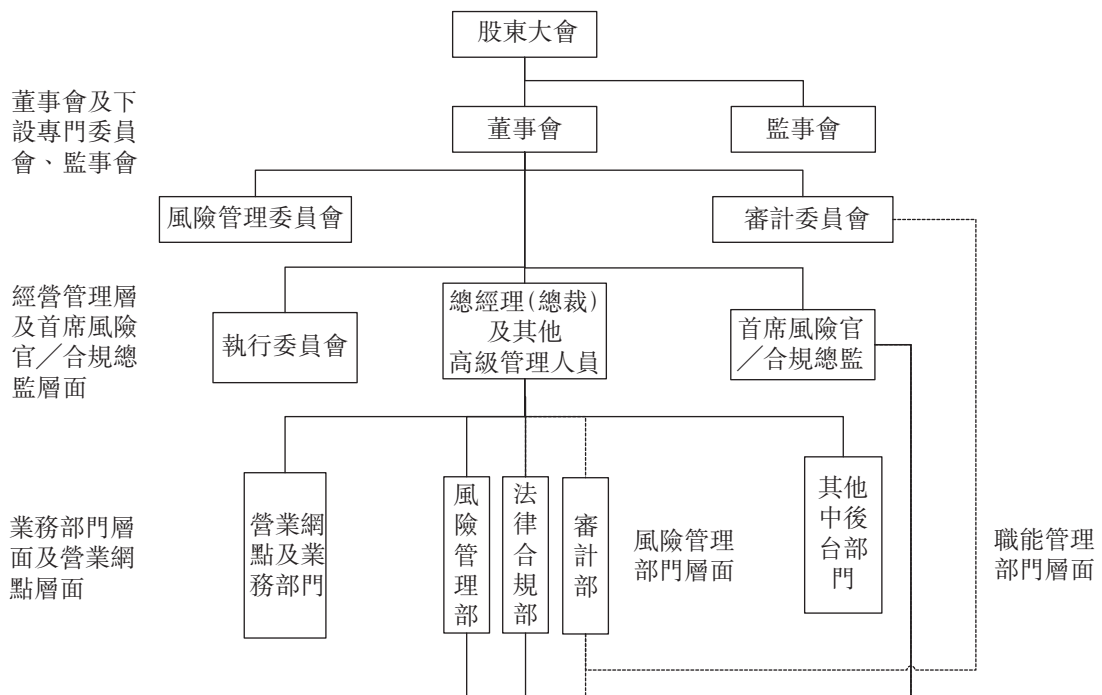 股東大會
董事會及下
設專門委員
會、監事會
董事會
監事會
風險管理委員會
審計委員會
經營管理層
及首席風險
官／合規總
監層面
執行委員會
總經理(總裁)
及其他
高級管理人員
首席風險官
／合規總監
業務部門層
面及營業網
點層面
營業網
點及業
務部門
風
險
管
理
部
法
律
合
規
部
審
計
部
風險管理
部門層面
其他
中後
台部
門
職能管理
部門層面